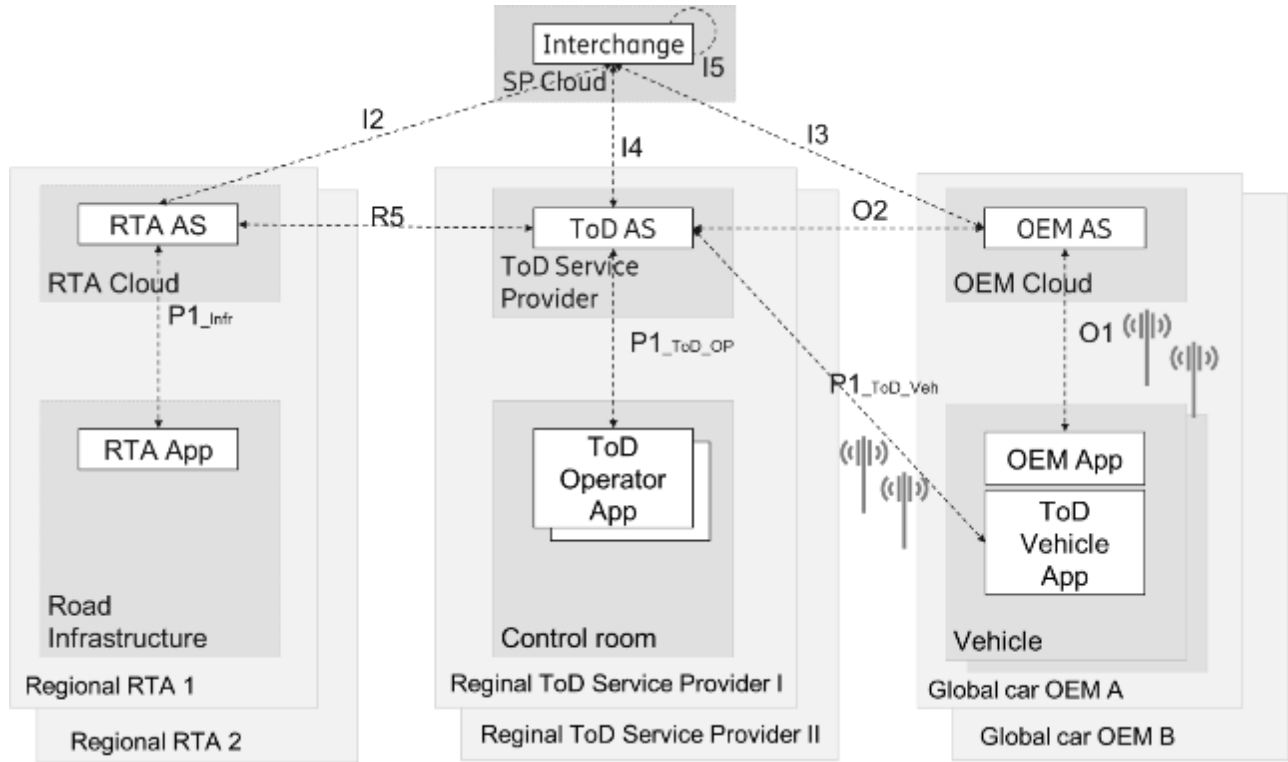 Interchange
I5
SP Cloud
I2
I4
I3
RTA AS
R5
ToD AS
O2
OEM AS
RTA Cloud
ToD Service
Provider
OEM Cloud
P1_Infr
P1_ToD_OP
O1
P1_ToD_Veh
RTA App
ToD
Operator
App
OEM App
ToD
Vehicle
App
Road
Infrastructure
Control room
Vehicle
Regional RTA 1
Reginal ToD Service Provider I
Global car OEM A
Regional RTA 2
Reginal ToD Service Provider II
Global car OEM B